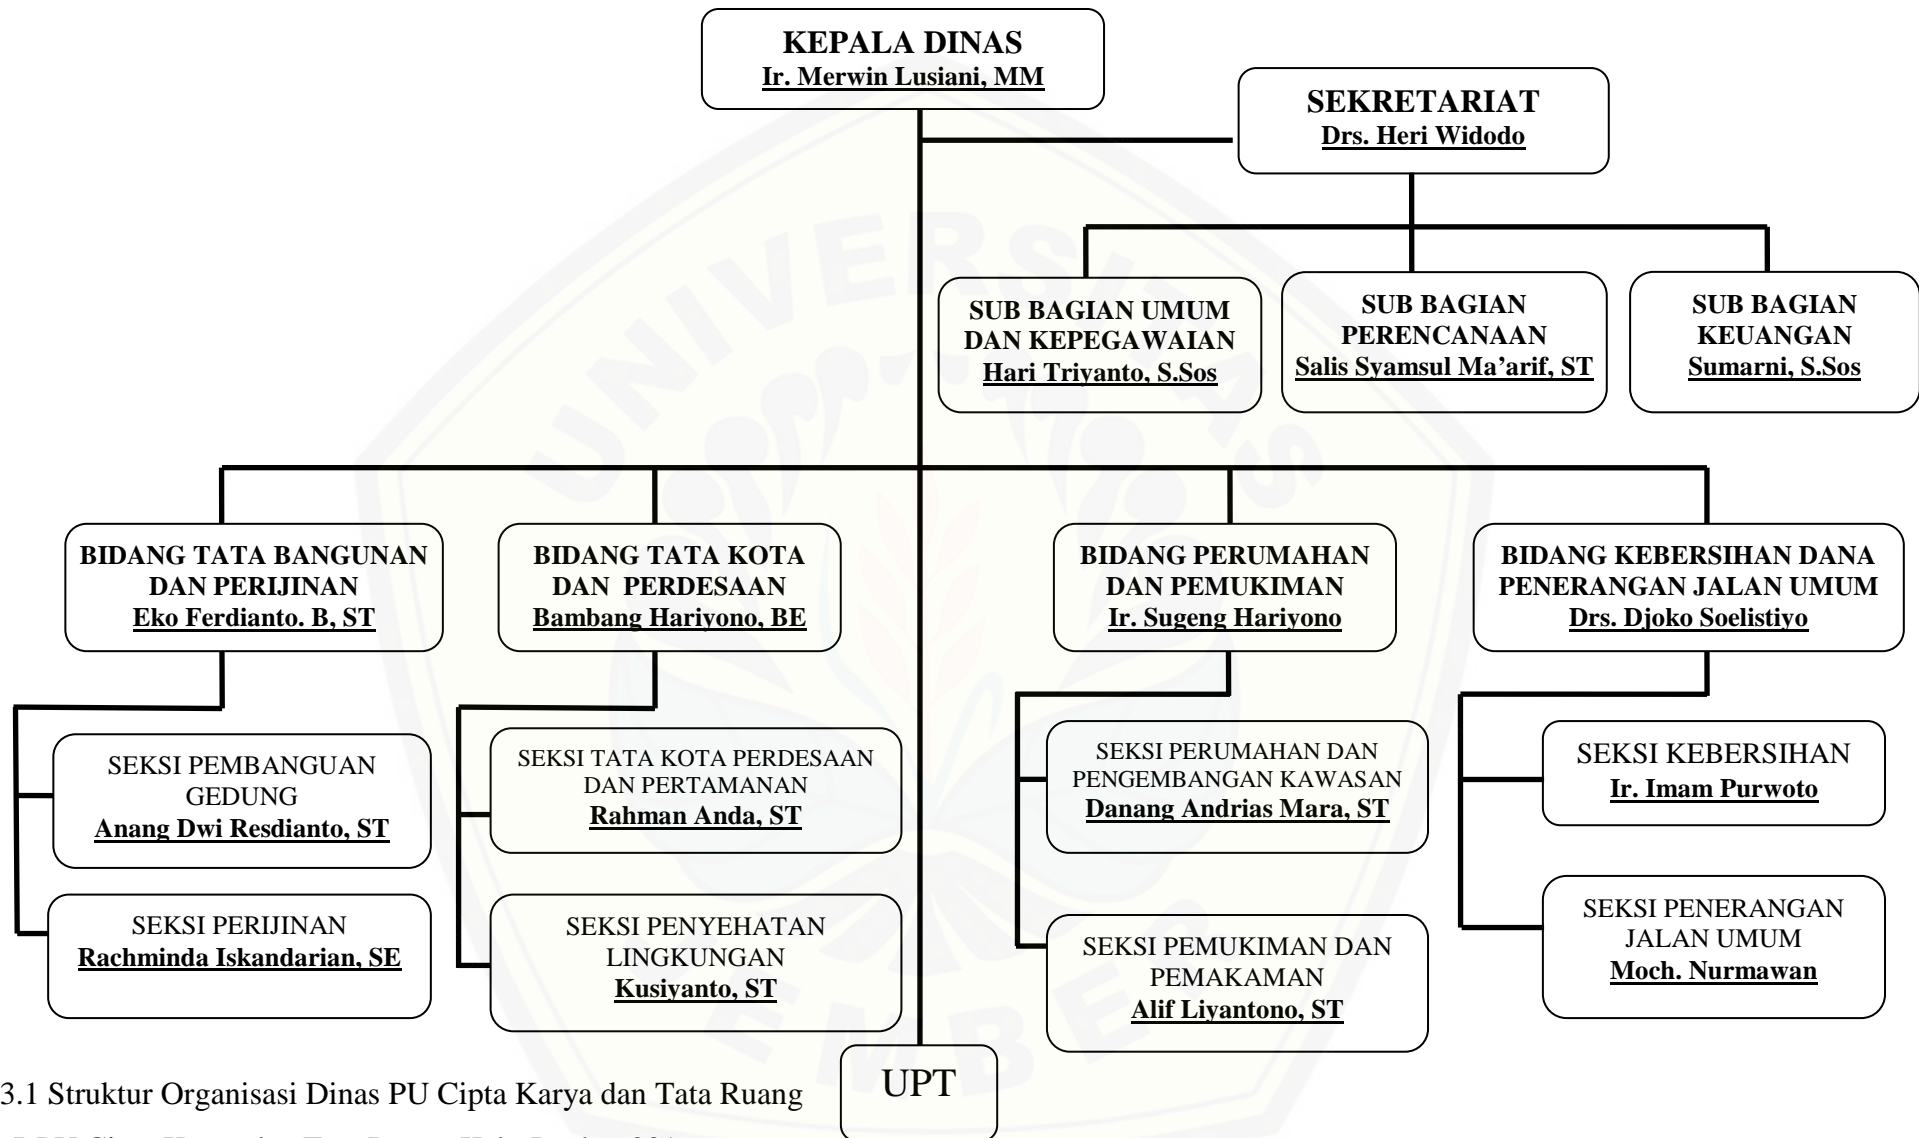 KEPALA DINAS
Ir. Merwin Lusiani, MM
SEKRETARIAT
Drs. Heri Widodo
SUB BAGIAN UMUM
DAN KEPEGAWAIAN
Hari Triyanto, S.Sos
SUB BAGIAN
PERENCANAAN
Salis Syamsul Ma’arif, ST
SUB BAGIAN
KEUANGAN
Sumarni, S.Sos
BIDANG TATA BANGUNAN
DAN PERIJINAN
Eko Ferdianto. B, ST
BIDANG TATA KOTA
DAN PERDESAAN
Bambang Hariyono, BE
BIDANG PERUMAHAN
DAN PEMUKIMAN
Ir. Sugeng Hariyono
BIDANG KEBERSIHAN DANA
PENERANGAN JALAN UMUM
Drs. Djoko Soelistiyo
SEKSI PEMBANGUAN
GEDUNG
Anang Dwi Resdianto, ST
SEKSI PERIJINAN
Rachminda Iskandarian, SE
SEKSI TATA KOTA PERDESAAN
DAN PERTAMANAN
Rahman Anda, ST
SEKSI PENYEHATAN
LINGKUNGAN
Kusiyanto, ST
SEKSI PERUMAHAN DAN
PENGEMBANGAN KAWASAN
Danang Andrias Mara, ST
SEKSI PEMUKIMAN DAN
PEMAKAMAN
Alif Liyantono, ST
SEKSI KEBERSIHAN
Ir. Imam Purwoto
SEKSI PENERANGAN
JALAN UMUM
Moch. Nurmawan
UPT
3.1 Struktur Organisasi Dinas PU Cipta Karya dan Tata Ruang
UNIVERSITAS
EMBER